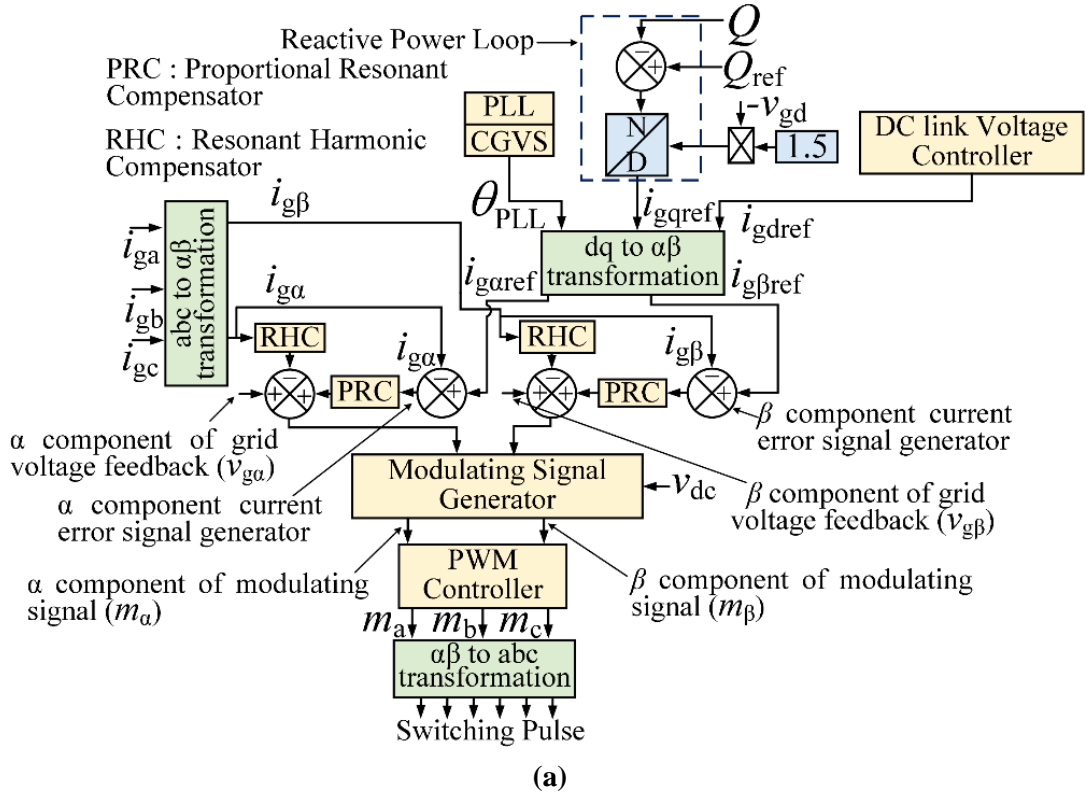 Reactive Power Loop
Q
Q_ref
-v_gd
1.5
N
D
PRC : Proportional Resonant
Compensator
RHC : Resonant Harmonic
Compensator
PLL
CGVS
DC link Voltage
Controller
θ_PLL
i_gqref
i_gdref
dq to αβ
transformation
i_gβ
i_ga
i_gb
i_gc
abc to αβ
transformation
i_gα
i_gαref
i_gβref
RHC
PRC
i_gα
RHC
PRC
i_gβ
α component of grid
voltage feedback (v_gα)
α component current
error signal generator
β component current
error signal generator
β component of grid
voltage feedback (v_gβ)
Modulating Signal
Generator
v_dc
α component of modulating
signal (m_α)
PWM
Controller
β component of modulating
signal (m_β)
m_a m_b m_c
αβ to abc
transformation
Switching Pulse
(a)